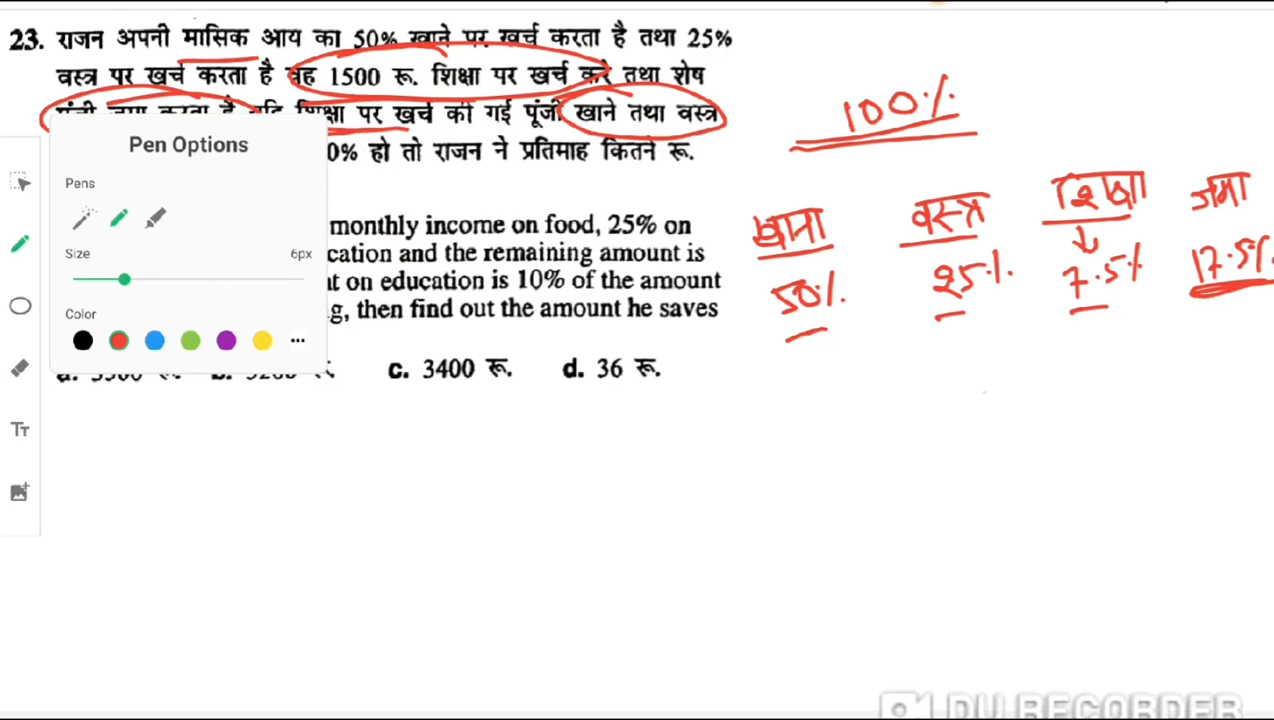 23. राजन अपनी मासिक आय का 50% खाने पर खर्च करता है तथा 25%
वस्त्र पर खर्च करता है वह 1500 रू. शिक्षा पर खर्च करे तथा शेष
शिक्षा पर खर्च की गई पूंजी खाने तथा वस्त्र
0% हो तो राजन ने प्रतिमाह कितने रू.
monthly income on food, 25% on
cation and the remaining amount is
t on education is 10% of the amount
g, then find out the amount he saves
c. 3400 रू. d. 36 रू.
Pen Options
Pens
Size 6px
Color
Tт
100%
खाना वस्त्र शिक्षा जमा
50% 25% 7.5% 17.5%
DU RECORDER